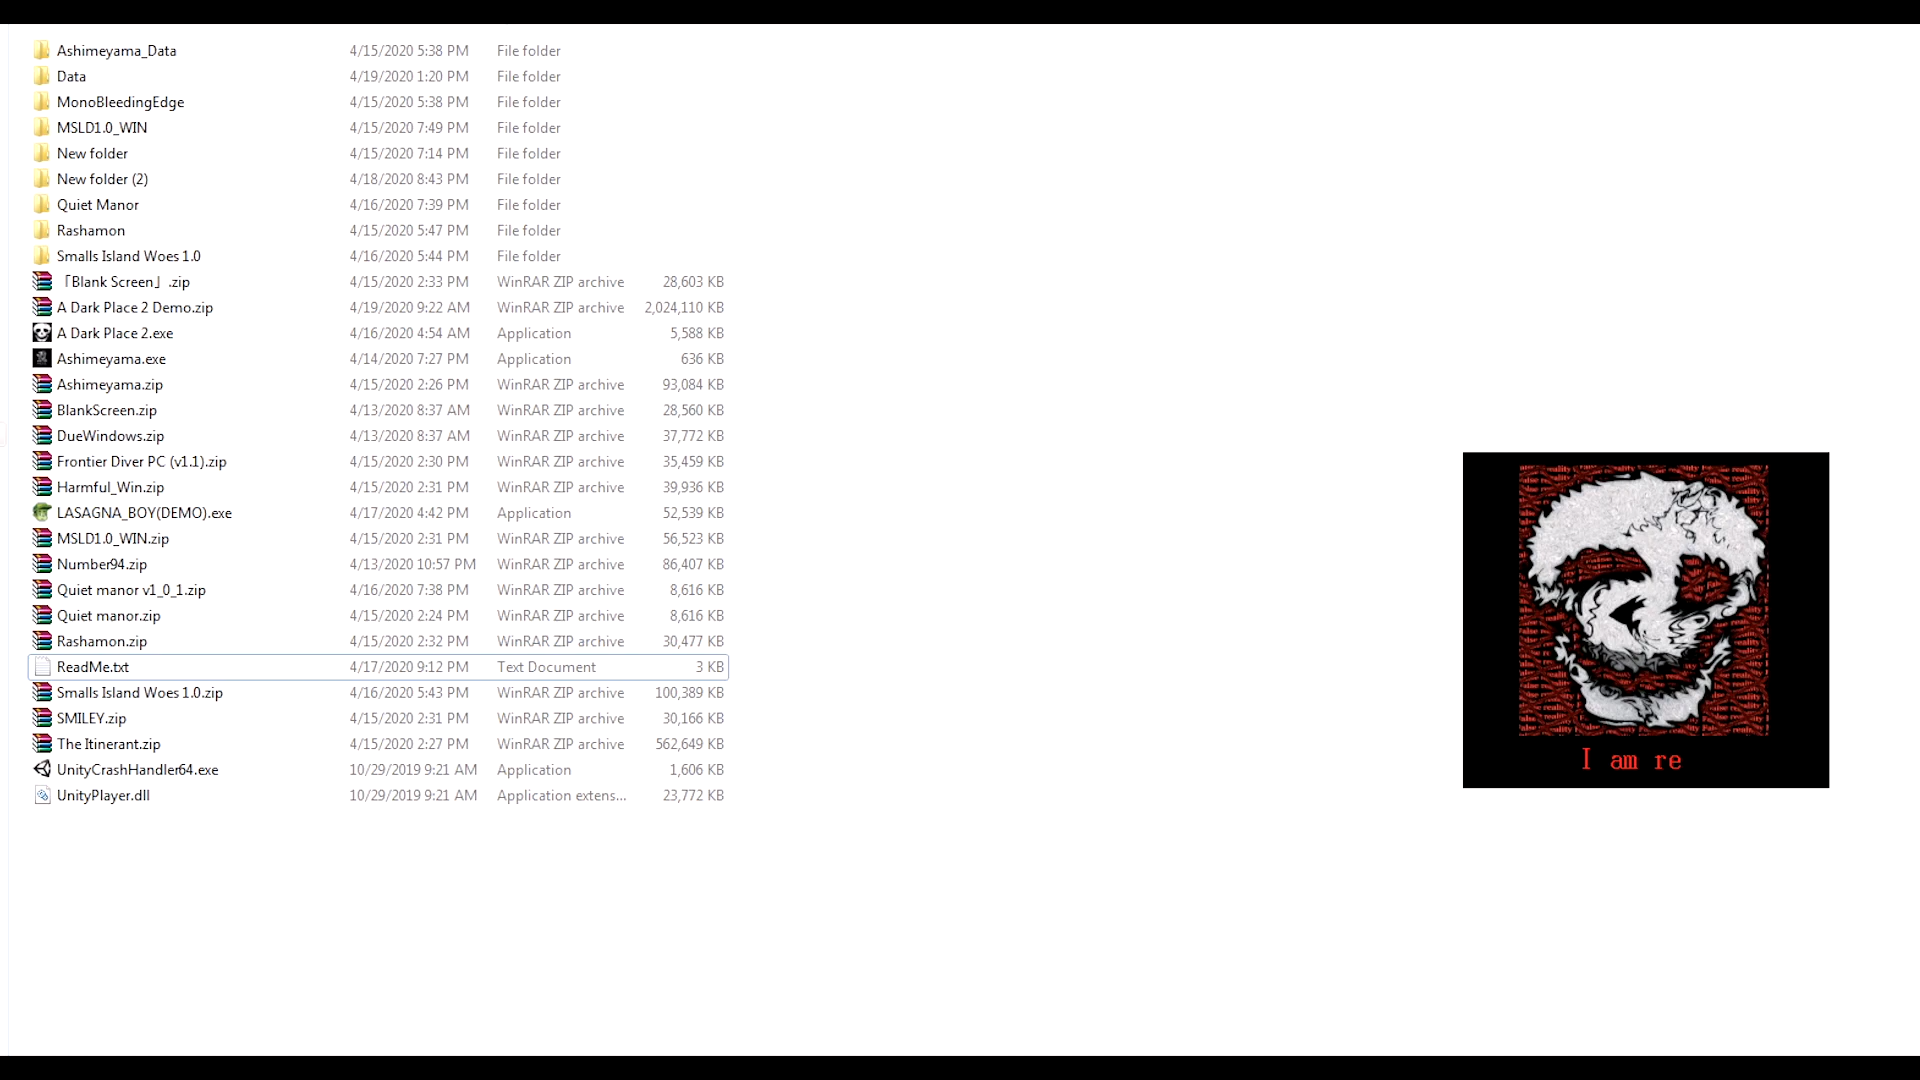 Ashimeyama_Data 4/15/2020 5:38 PM File folder
Data 4/19/2020 1:20 PM File folder
MonoBleedingEdge 4/15/2020 5:38 PM File folder
MSLD1.0_WIN 4/15/2020 7:49 PM File folder
New folder 4/15/2020 7:14 PM File folder
New folder (2) 4/18/2020 8:43 PM File folder
Quiet Manor 4/16/2020 7:39 PM File folder
Rashamon 4/15/2020 5:47 PM File folder
Smalls Island Woes 1.0 4/16/2020 5:44 PM File folder
「Blank Screen」.zip 4/15/2020 2:33 PM WinRAR ZIP archive 28,603 KB
A Dark Place 2 Demo.zip 4/19/2020 9:22 AM WinRAR ZIP archive 2,024,110 KB
A Dark Place 2.exe 4/16/2020 4:54 AM Application 5,588 KB
Ashimeyama.exe 4/14/2020 7:27 PM Application 636 KB
Ashimeyama.zip 4/15/2020 2:26 PM WinRAR ZIP archive 93,084 KB
BlankScreen.zip 4/13/2020 8:37 AM WinRAR ZIP archive 28,560 KB
DueWindows.zip 4/13/2020 8:37 AM WinRAR ZIP archive 37,772 KB
Frontier Diver PC (v1.1).zip 4/15/2020 2:30 PM WinRAR ZIP archive 35,459 KB
Harmful_Win.zip 4/15/2020 2:31 PM WinRAR ZIP archive 39,936 KB
LASAGNA_BOY(DEMO).exe 4/17/2020 4:42 PM Application 52,539 KB
MSLD1.0_WIN.zip 4/15/2020 2:31 PM WinRAR ZIP archive 56,523 KB
Number94.zip 4/13/2020 10:57 PM WinRAR ZIP archive 86,407 KB
Quiet manor v1_0_1.zip 4/16/2020 7:38 PM WinRAR ZIP archive 8,616 KB
Quiet manor.zip 4/15/2020 2:24 PM WinRAR ZIP archive 8,616 KB
Rashamon.zip 4/15/2020 2:32 PM WinRAR ZIP archive 30,477 KB
ReadMe.txt 4/17/2020 9:12 PM Text Document 3 KB
Smalls Island Woes 1.0.zip 4/16/2020 5:43 PM WinRAR ZIP archive 100,389 KB
SMILEY.zip 4/15/2020 2:31 PM WinRAR ZIP archive 30,166 KB
The Itinerant.zip 4/15/2020 2:27 PM WinRAR ZIP archive 562,649 KB
UnityCrashHandler64.exe 10/29/2019 9:21 AM Application 1,606 KB
UnityPlayer.dll 10/29/2019 9:21 AM Application extens... 23,772 KB
I am re